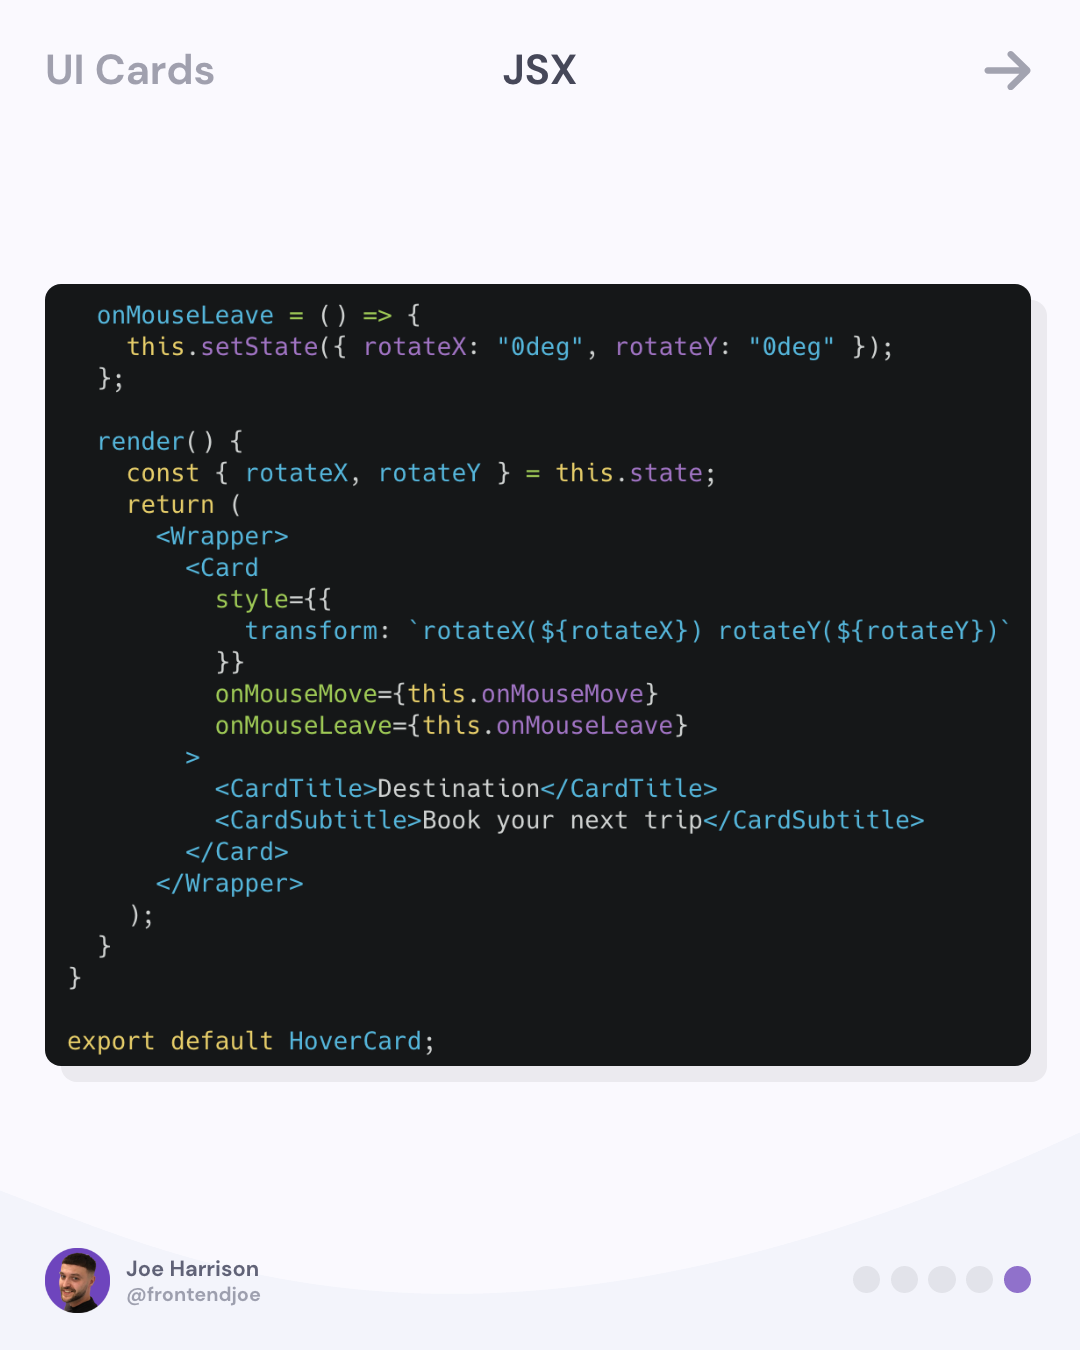 UI Cards
JSX
  onMouseLeave = () => {
    this.setState({ rotateX: "0deg", rotateY: "0deg" });
  };

  render() {
    const { rotateX, rotateY } = this.state;
    return (
      <Wrapper>
        <Card
          style={{
            transform: `rotateX(${rotateX}) rotateY(${rotateY})`
          }}
          onMouseMove={this.onMouseMove}
          onMouseLeave={this.onMouseLeave}
        >
          <CardTitle>Destination</CardTitle>
          <CardSubtitle>Book your next trip</CardSubtitle>
        </Card>
      </Wrapper>
    );
  }
}

export default HoverCard;
Joe Harrison
@frontendjoe